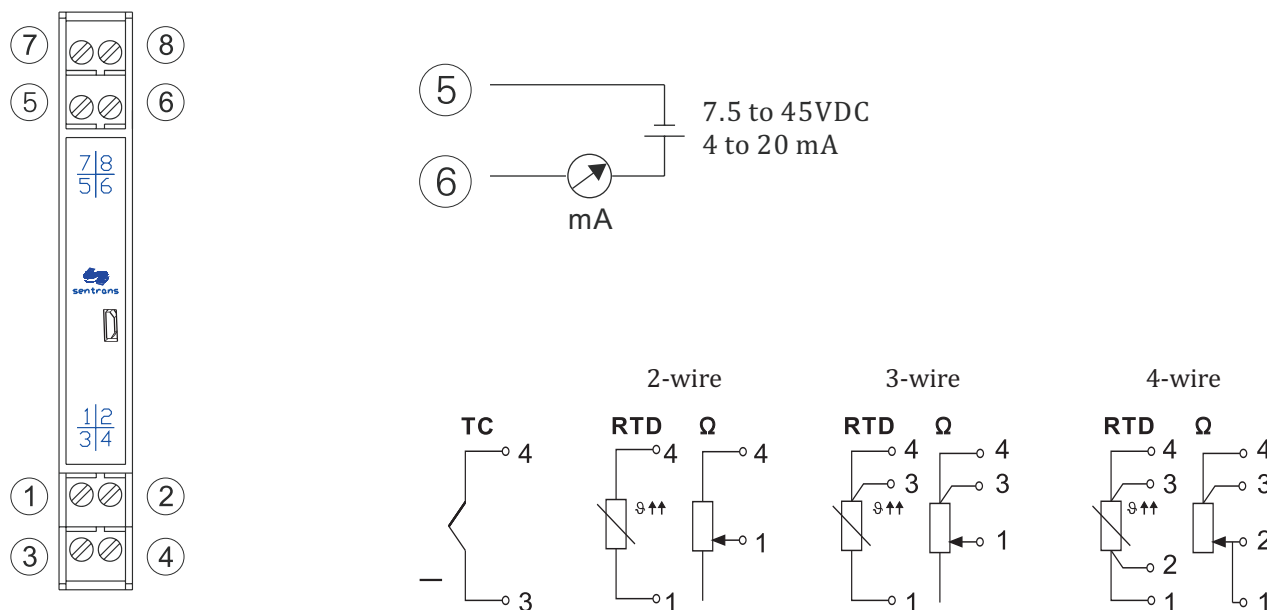 7 8
5 6
7 8
5 6
sentrans
1 2
3 4
1 2
3 4
5
7.5 to 45VDC
4 to 20 mA
6
mA
2-wire 3-wire 4-wire
TC RTD Ω RTD Ω RTD Ω
4 4 4 4 4 4 4
3 3 3 3
ϑ ϑ ϑ
1 1 2
2
3 1 1 1 1